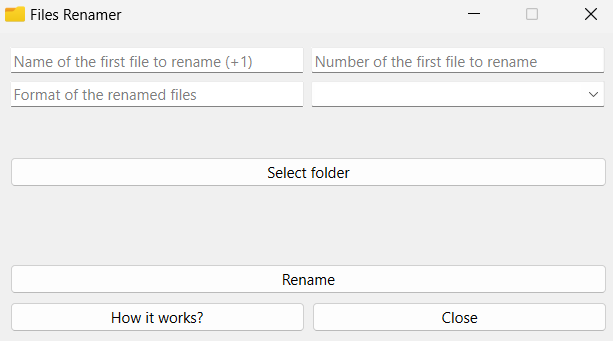 Files Renamer
Name of the first file to rename (+1)
Number of the first file to rename
Format of the renamed files
Select folder
Rename
How it works?
Close